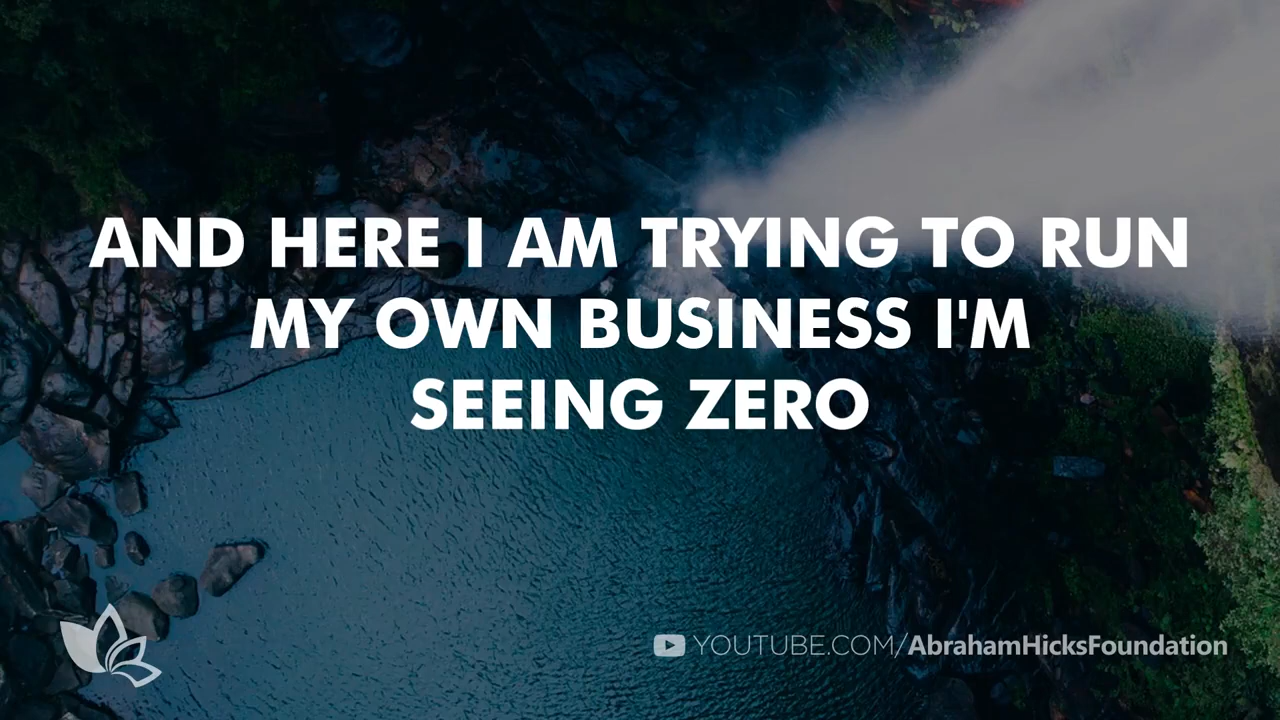 AND HERE I AM TRYING TO RUN
MY OWN BUSINESS I'M
SEEING ZERO
YOUTUBE.COM/AbrahamHicksFoundation